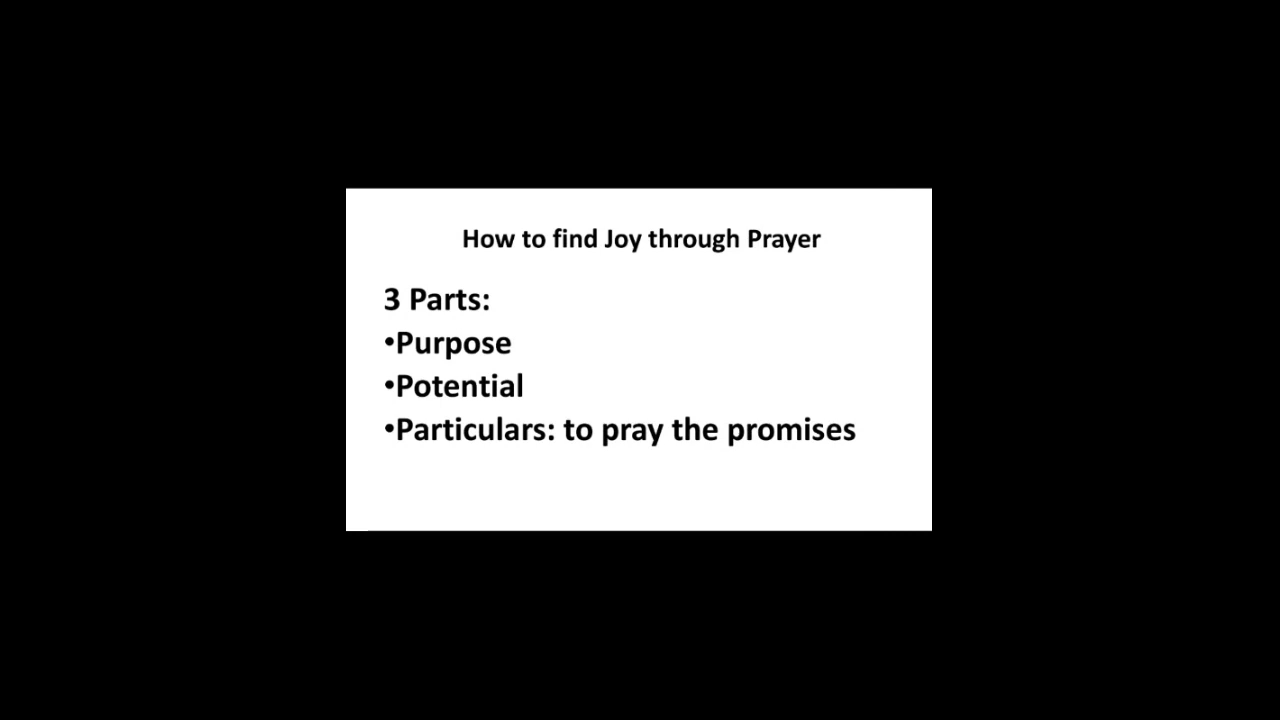 How to find Joy through Prayer
3 Parts:
•Purpose
•Potential
•Particulars: to pray the promises